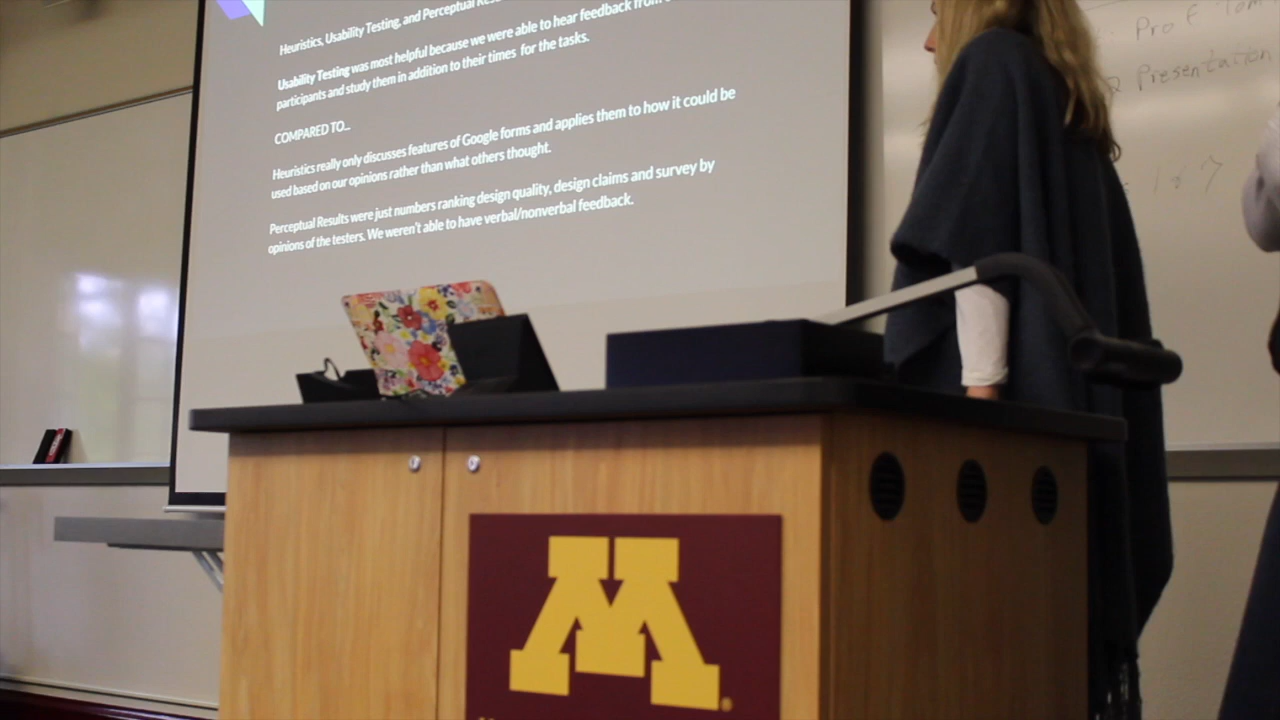 Heuristics, Usability Testing, and Perceptual
Usability Testing was most helpful because we were able to hear feedback from
participants and study them in addition to their times for the tasks.
COMPARED TO...
Heuristics really only discusses features of Google forms and applies them to how it could be
used based on our opinions rather than what others thought.
Perceptual Results were just numbers ranking design quality, design claims and survey by
opinions of the testers. We weren't able to have verbal/nonverbal feedback.
Presentation
M